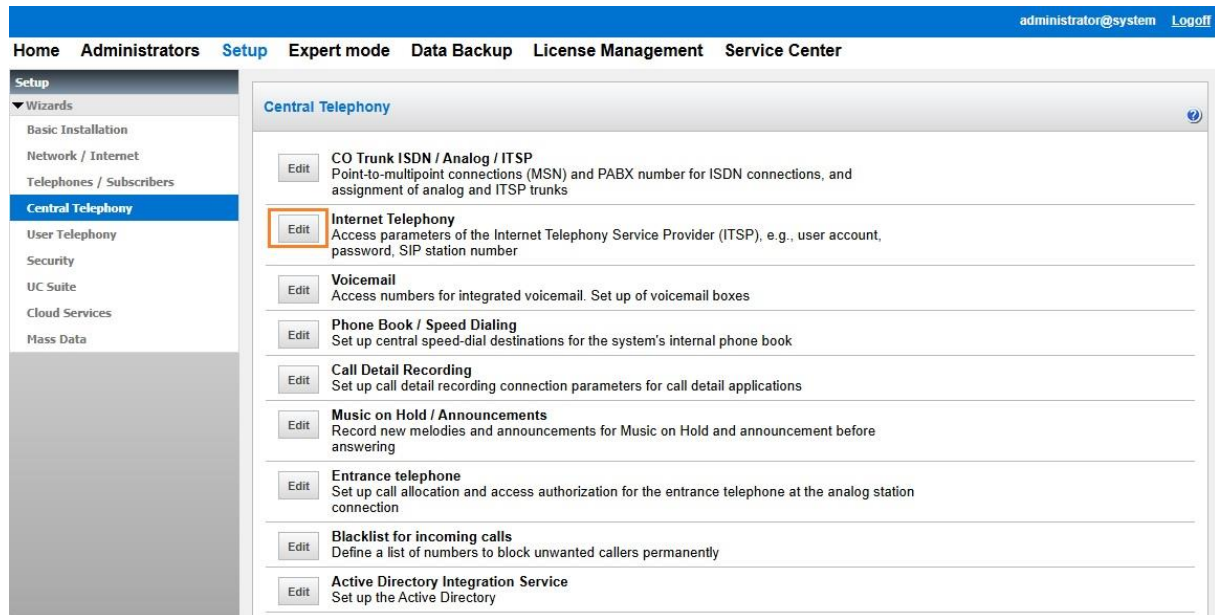 administrator@system Logoff
Home Administrators Setup Expert mode Data Backup License Management Service Center
Setup
Wizards
Basic Installation
Network / Internet
Telephones / Subscribers
Central Telephony
User Telephony
Security
UC Suite
Cloud Services
Mass Data
Central Telephony
?
Edit
CO Trunk ISDN / Analog / ITSP
Point-to-multipoint connections (MSN) and PABX number for ISDN connections, and
assignment of analog and ITSP trunks
Edit
Internet Telephony
Access parameters of the Internet Telephony Service Provider (ITSP), e.g., user account,
password, SIP station number
Edit
Voicemail
Access numbers for integrated voicemail. Set up of voicemail boxes
Edit
Phone Book / Speed Dialing
Set up central speed-dial destinations for the system's internal phone book
Edit
Call Detail Recording
Set up call detail recording connection parameters for call detail applications
Edit
Music on Hold / Announcements
Record new melodies and announcements for Music on Hold and announcement before
answering
Edit
Entrance telephone
Set up call allocation and access authorization for the entrance telephone at the analog station
connection
Edit
Blacklist for incoming calls
Define a list of numbers to block unwanted callers permanently
Edit
Active Directory Integration Service
Set up the Active Directory